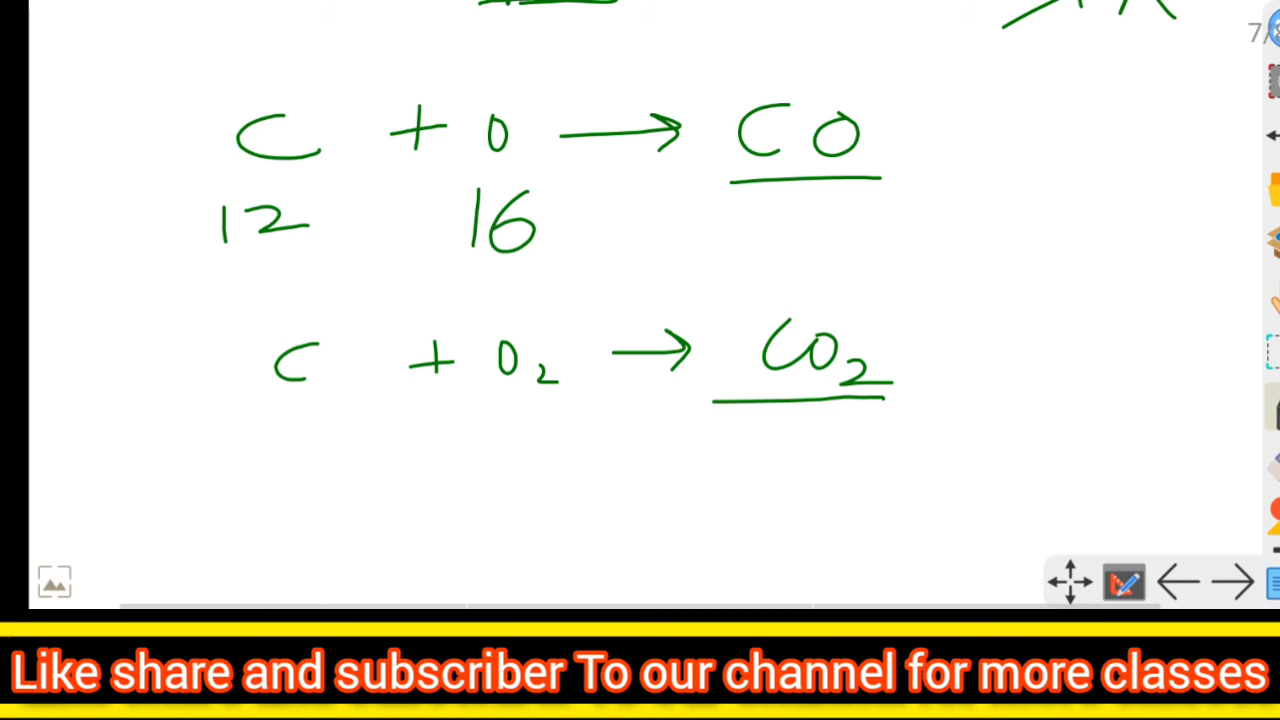 C + O → CO
12 16
C + O₂ → CO₂
Like share and subscriber To our channel for more classes